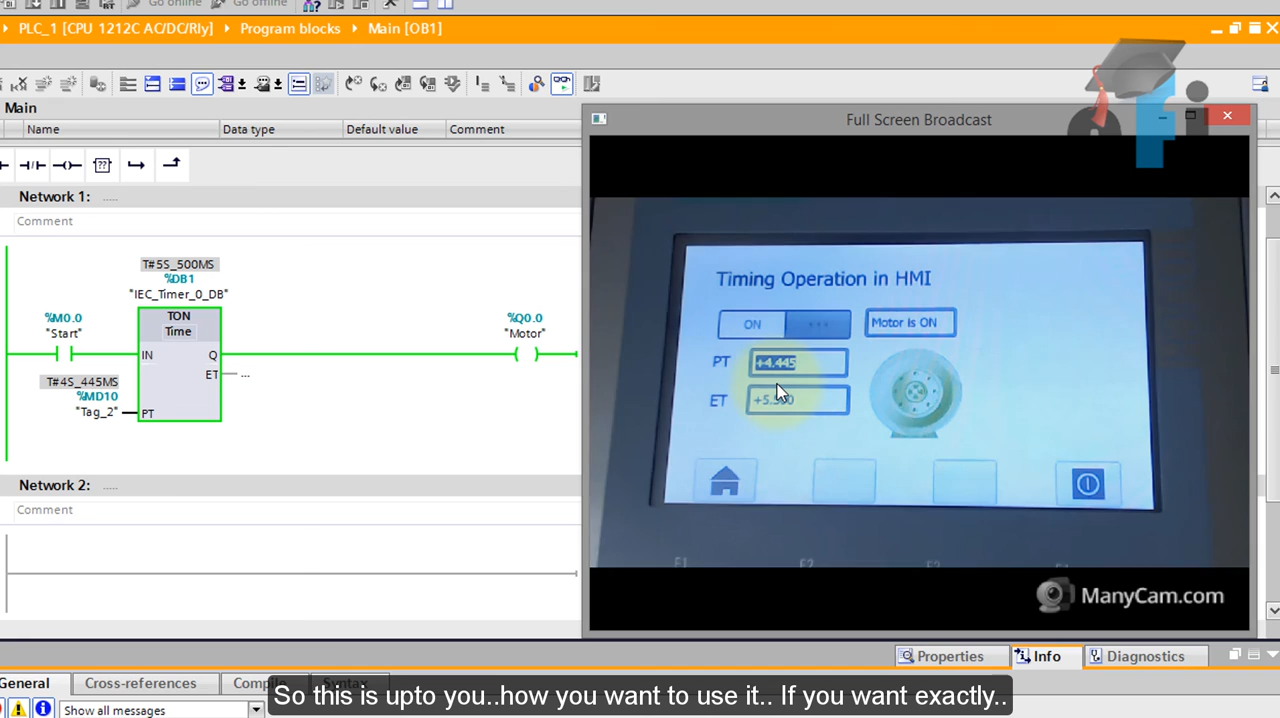 Go online
Go offline
PLC_1 [CPU 1212C AC/DC/Rly]
Program blocks
Main [OB1]
Main
Name
Data type
Default value
Comment
Full Screen Broadcast
??
Network 1:
.....
Comment
T#5S_500MS
%DB1
"IEC_Timer_0_DB"
%M0.0
"Start"
TON
Time
%Q0.0
"Motor"
IN
Q
ET
...
T#4S_445MS
%MD10
"Tag_2"
PT
Network 2:
.....
Comment
Timing Operation in HMI
ON
Motor is ON
PT
+4.445
ET
F1
F2
ManyCam.com
Properties
Info
Diagnostics
General
Cross-references
Compile
Syntax
Show all messages
So this is upto you..how you want to use it.. If you want exactly..